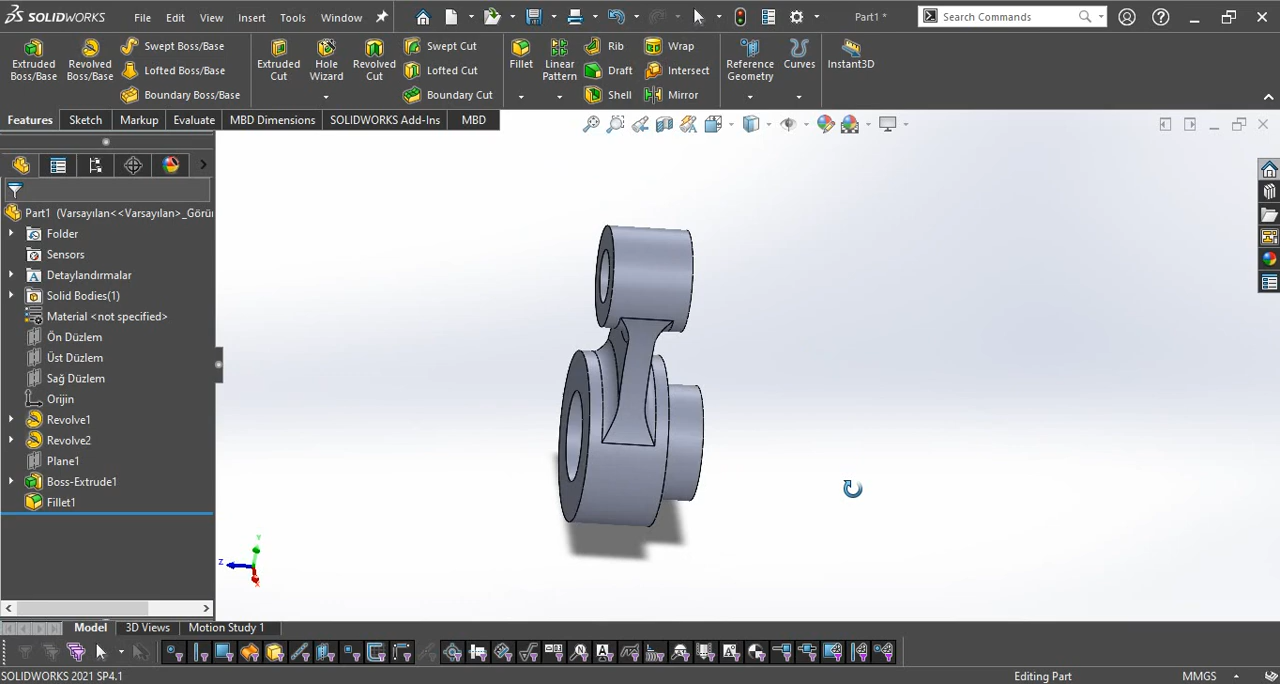 SOLIDWORKS File Edit View Insert Tools Window Part1 * Search Commands
Extruded Boss/Base
Revolved Boss/Base
Swept Boss/Base
Lofted Boss/Base
Boundary Boss/Base
Extruded Cut
Hole Wizard
Revolved Cut
Swept Cut
Lofted Cut
Boundary Cut
Fillet
Linear Pattern
Rib
Draft
Shell
Wrap
Intersect
Mirror
Reference Geometry
Curves
Instant3D
Features Sketch Markup Evaluate MBD Dimensions SOLIDWORKS Add-Ins MBD
Part1 (Varsayılan<<Varsayılan>_Görü
Folder
Sensors
A Detaylandırmalar
Solid Bodies(1)
Material <not specified>
Ön Düzlem
Üst Düzlem
Sağ Düzlem
Orijin
Revolve1
Revolve2
Plane1
Boss-Extrude1
Fillet1
Y
Z
X
Model 3D Views Motion Study 1
SOLIDWORKS 2021 SP4.1 Editing Part MMGS